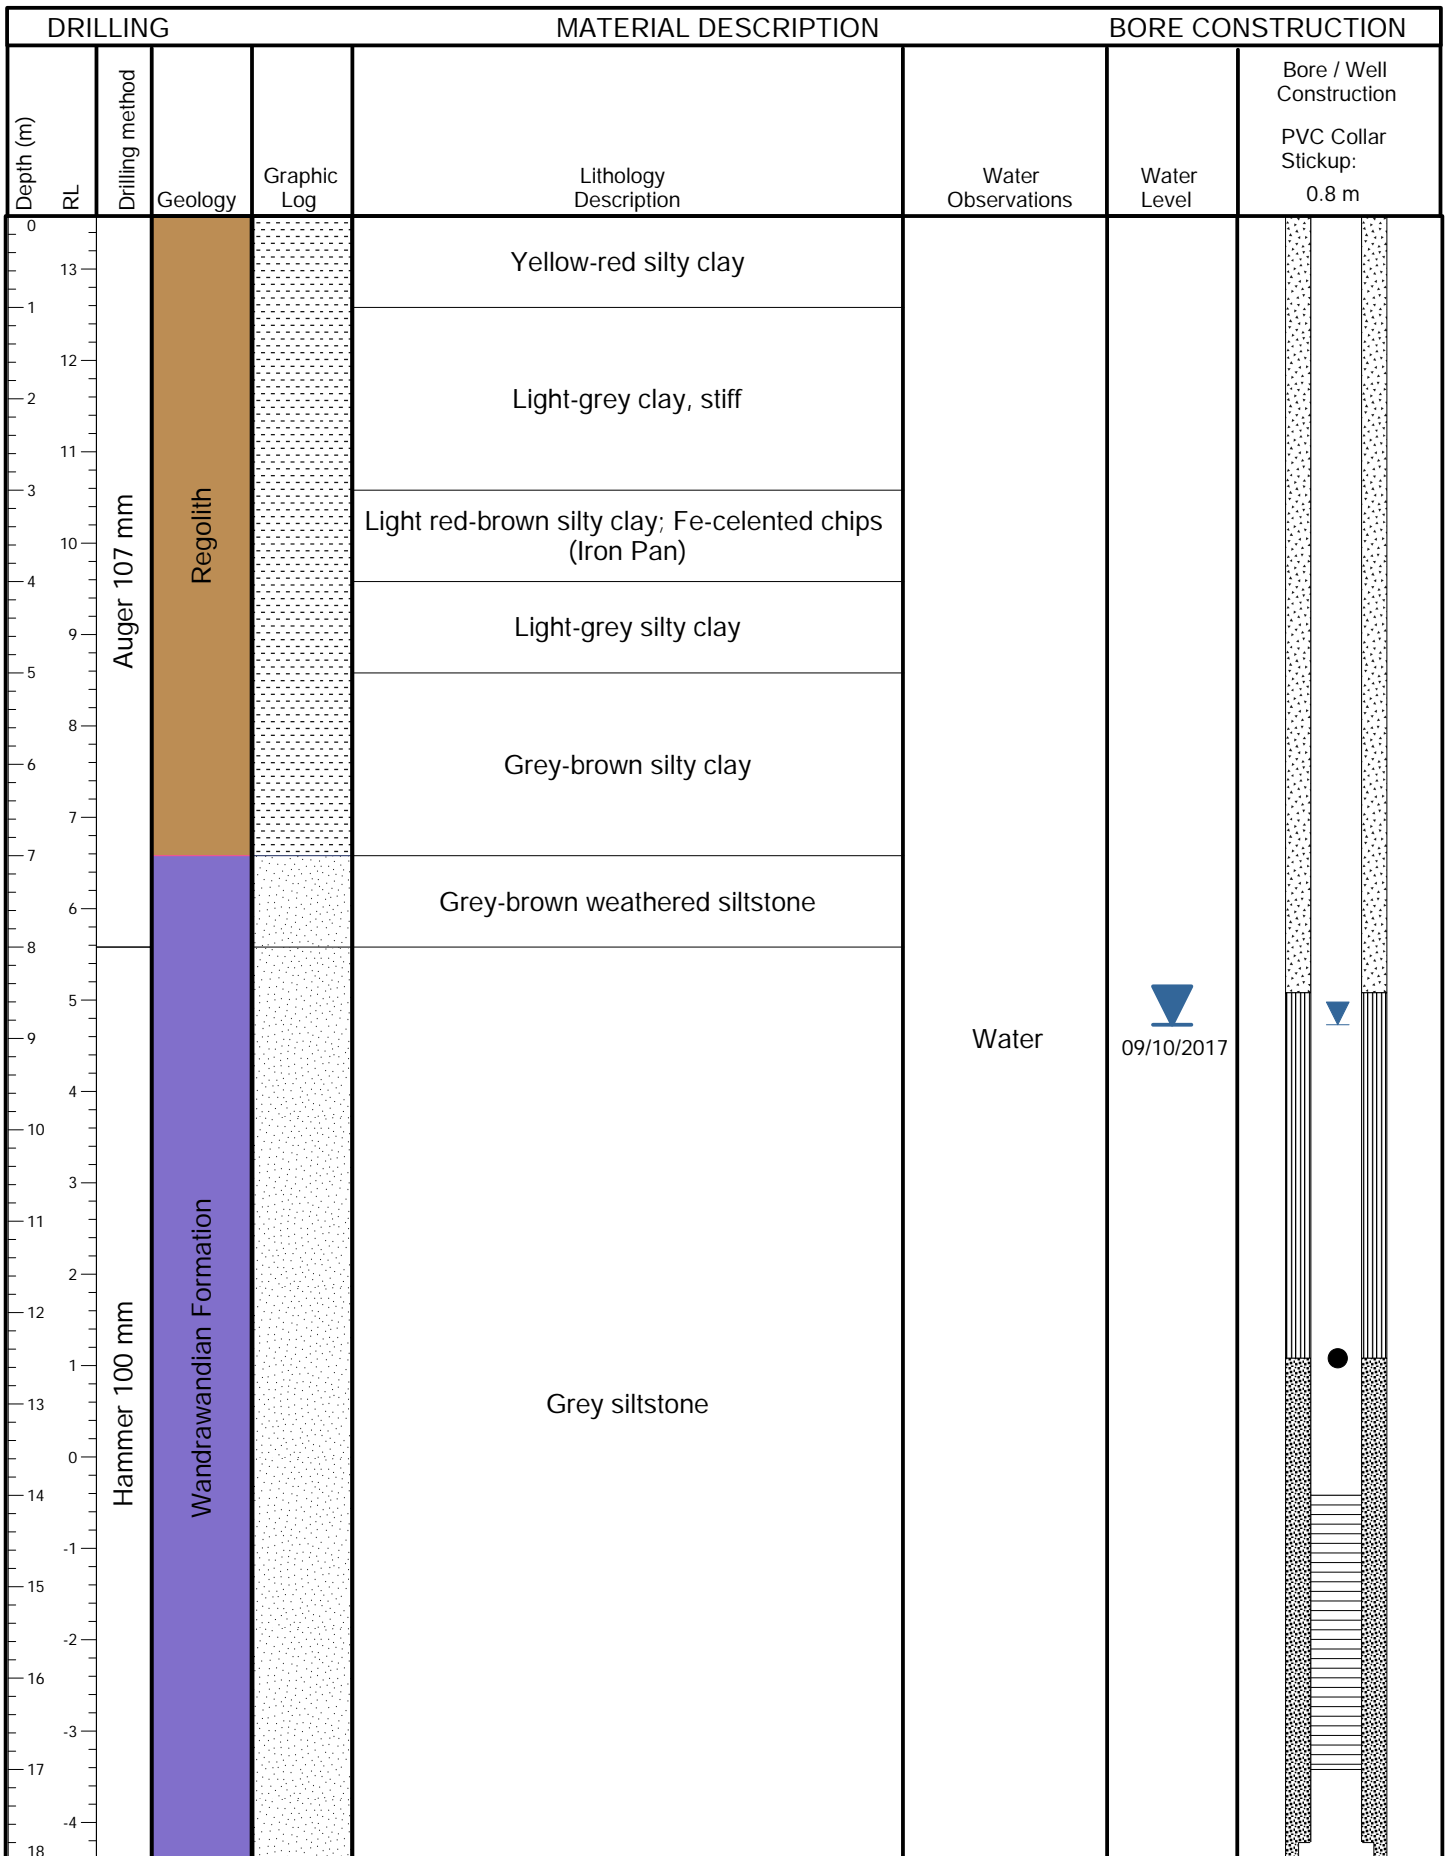 DRILLING MATERIAL DESCRIPTION BORE CONSTRUCTION
Depth (m)
RL
Drilling method
Geology
Graphic
Log
Lithology
Description
Water
Observations
Water
Level
Bore / Well
Construction
PVC Collar
Stickup:
0.8 m
0
13
1
12
2
11
3
10
4
9
5
8
6
7
7
6
8
5
9
4
10
3
11
2
12
1
13
0
14
-1
15
-2
16
-3
17
-4
18
Auger 107 mm
Hammer 100 mm
Regolith
Wandrawandian Formation
Yellow-red silty clay
Light-grey clay, stiff
Light red-brown silty clay; Fe-celented chips
(Iron Pan)
Light-grey silty clay
Grey-brown silty clay
Grey-brown weathered siltstone
Grey siltstone
Water
09/10/2017